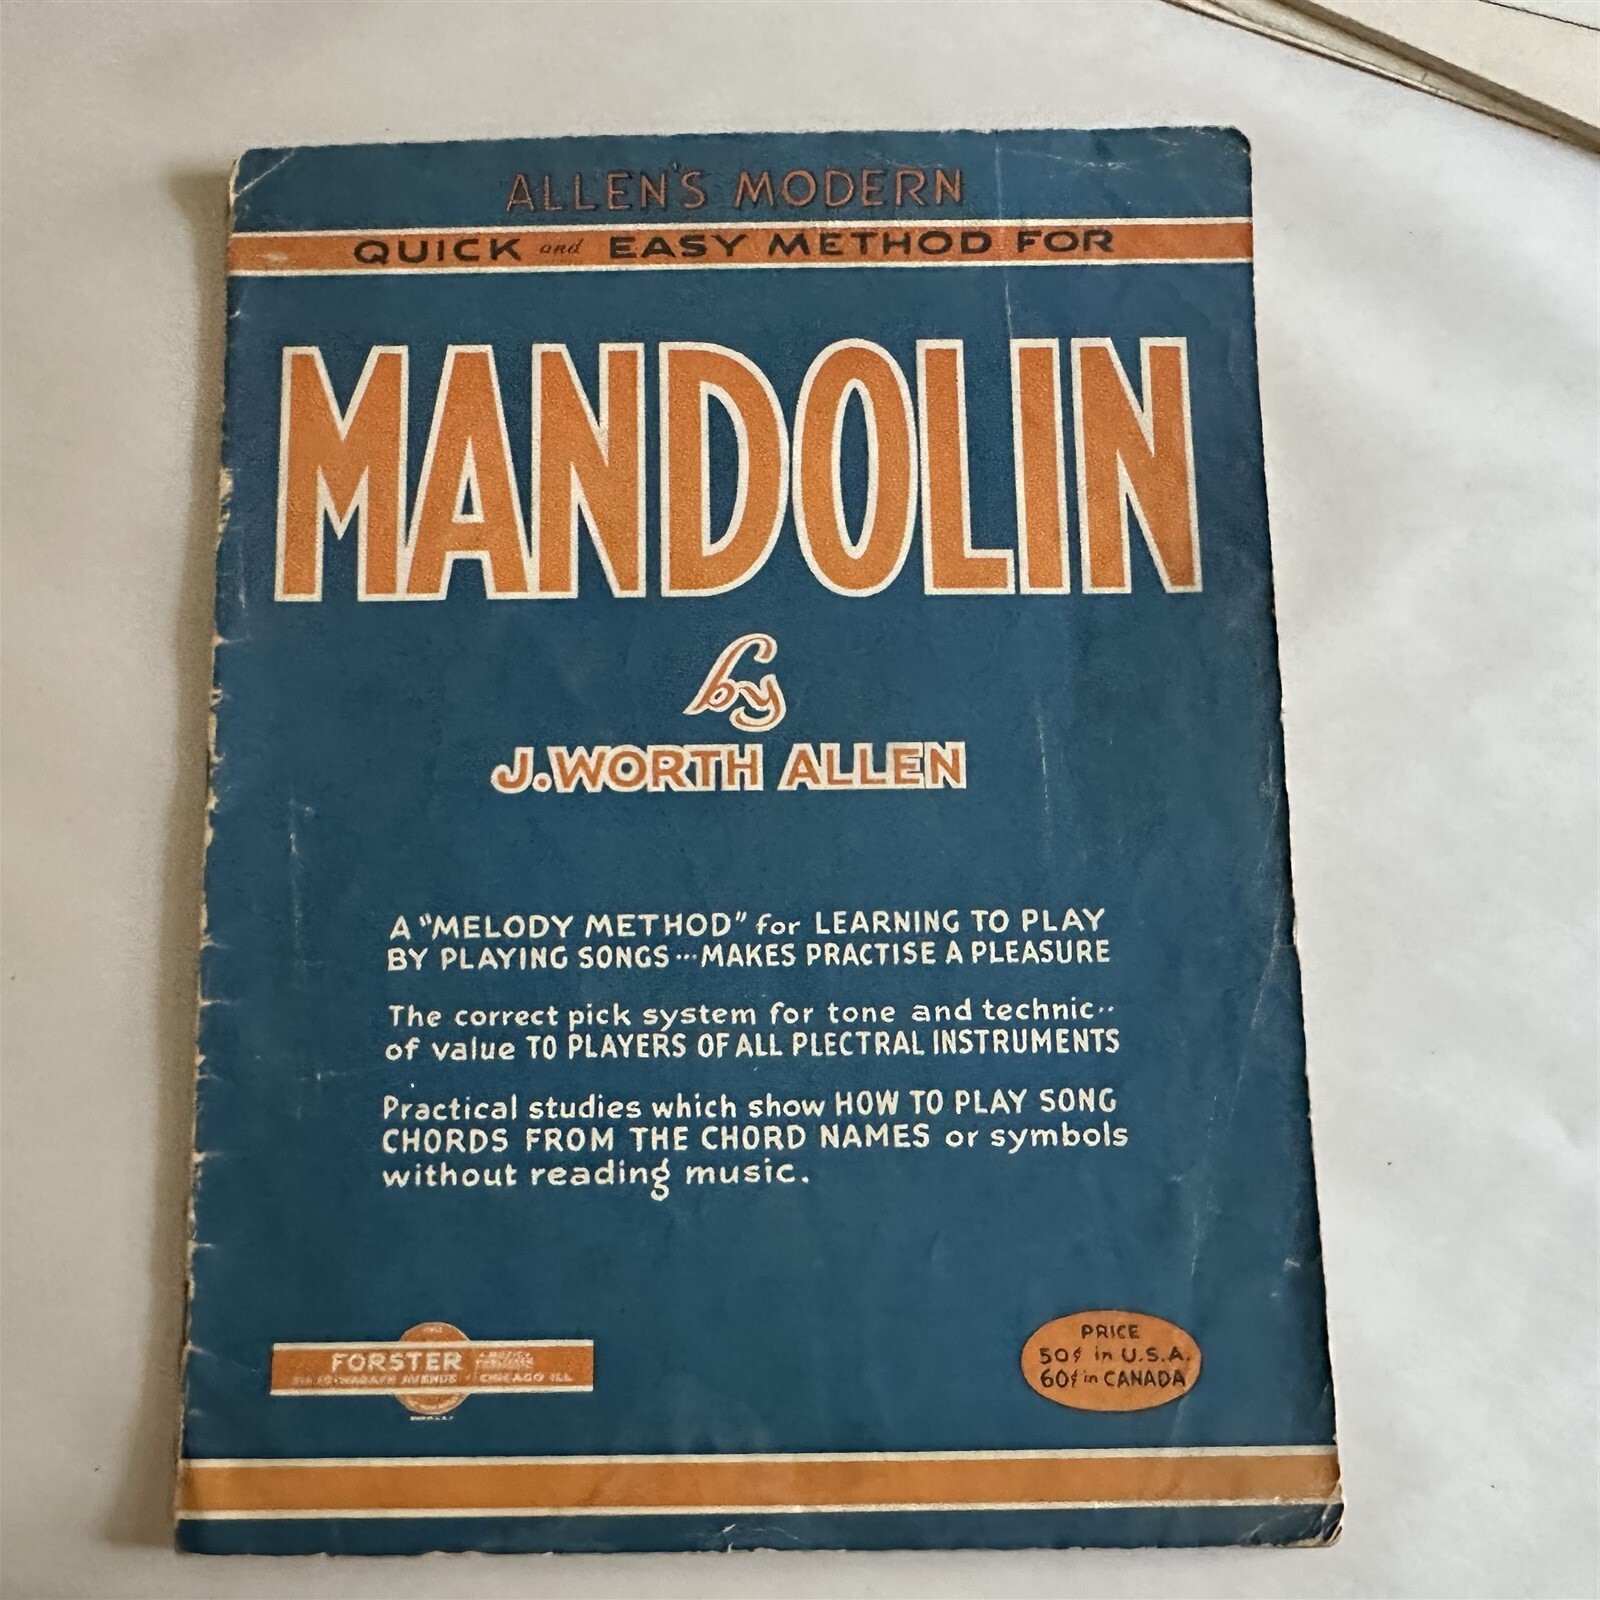 ALLEN'S MODERN
QUICK and EASY METHOD FOR
MANDOLIN
by
J. WORTH ALLEN
A "MELODY METHOD" for LEARNING TO PLAY
BY PLAYING SONGS ... MAKES PRACTISE A PLEASURE
The correct pick system for tone and technic..
of value TO PLAYERS OF ALL PLECTRAL INSTRUMENTS
Practical studies which show HOW TO PLAY SONG
CHORDS FROM THE CHORD NAMES or symbols
without reading music.
FORSTER
WABASH AVENUE CHICAGO ILL
PRICE
50¢ in U.S.A.
60¢ in CANADA